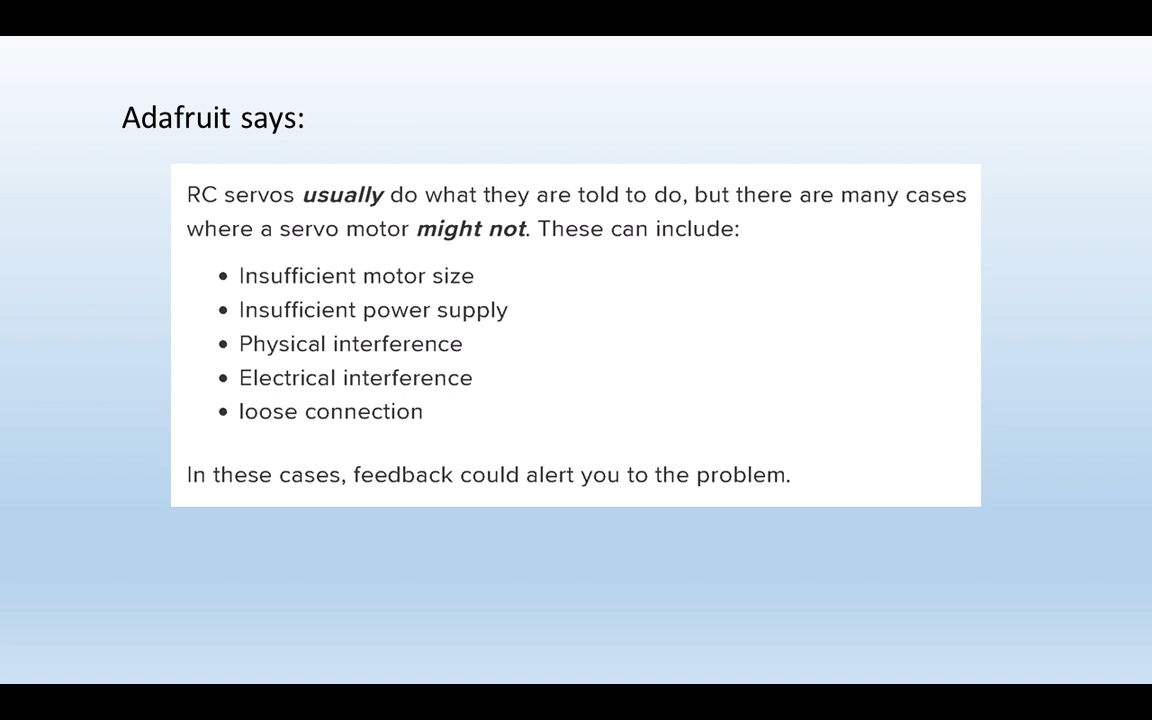 Adafruit says:
RC servos usually do what they are told to do, but there are many cases
where a servo motor might not. These can include:
• Insufficient motor size
• Insufficient power supply
• Physical interference
• Electrical interference
• loose connection
In these cases, feedback could alert you to the problem.